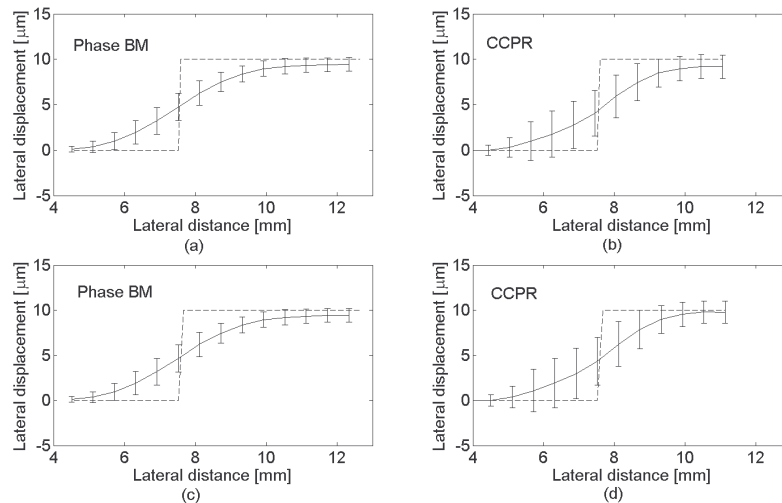 Lateral displacement [μm]
15
10
5
0
-5
Phase BM
4
6
8
10
12
Lateral distance [mm]
(a)
Lateral displacement [μm]
15
10
5
0
-5
CCPR
4
6
8
10
12
Lateral distance [mm]
(b)
Lateral displacement [μm]
15
10
5
0
-5
Phase BM
4
6
8
10
12
Lateral distance [mm]
(c)
Lateral displacement [μm]
15
10
5
0
-5
CCPR
4
6
8
10
12
Lateral distance [mm]
(d)